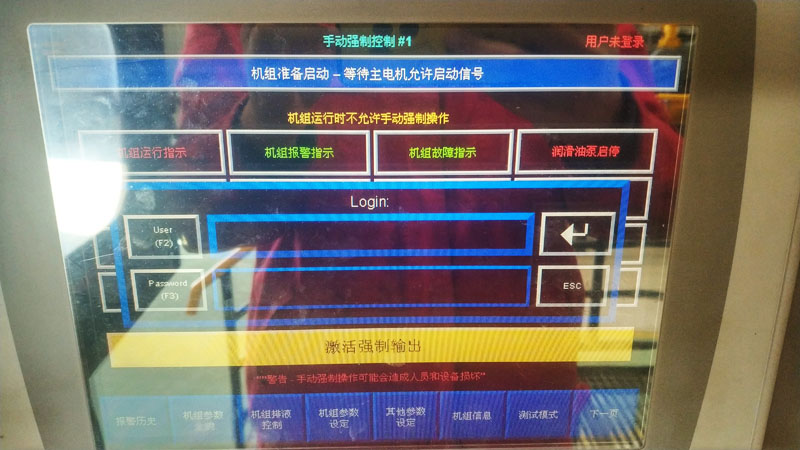 手动强制控制 #1
用户未登录
机组准备启动 – 等待主电机允许启动信号
机组运行时不允许手动强制操作
机组运行指示
机组报警指示
机组故障指示
润滑油泵启停
Login:
User
(F2)
Password
(F3)
ESC
激活强制输出
"警告 - 手动强制操作可能会造成人员和设备损坏"
报警历史
机组参数
机组排液
控制
机组参数
设定
其他参数
设定
机组信息
测试模式
下一页